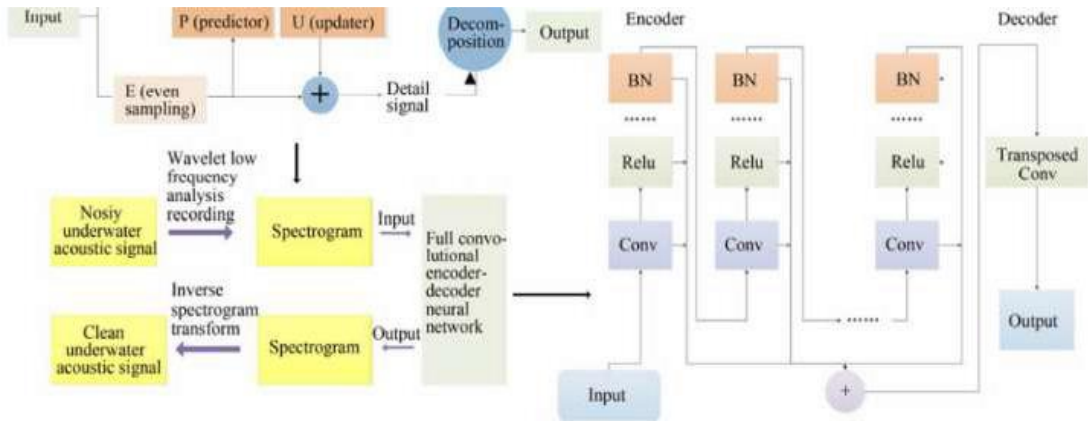 Input
P (predictor)
U (updater)
Decom-
position
Output
E (even
sampling)
+
Detail
signal
Wavelet low
frequency
analysis
recording
Nosiy
underwater
acoustic signal
Spectrogram
Input
Full convo-
lutional
encoder-
decoder
neural
network
Inverse
spectrogram
transform
Clean
underwater
acoustic signal
Spectrogram
Output
Encoder
Decoder
BN
BN
BN
......
......
......
Relu
Relu
Relu
Transposed
Conv
Conv
Conv
Conv
......
Output
Input
+